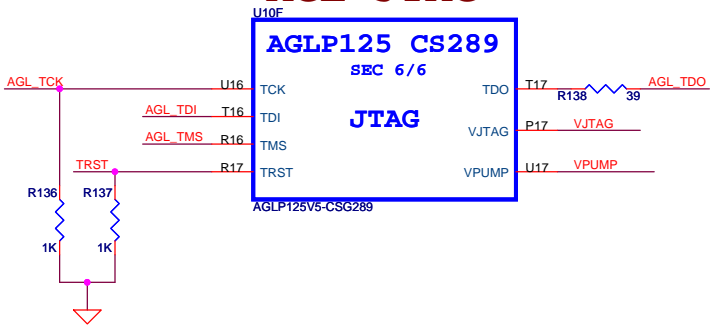 U10F
AGLP125 CS289
SEC 6/6
JTAG
AGL_TCK
U16
TCK
AGL_TDI
T16
TDI
AGL_TMS
R16
TMS
TRST
R17
TRST
TDO
T17
R138
39
AGL_TDO
VJTAG
P17
VJTAG
VPUMP
U17
VPUMP
AGLP125V5-CSG289
R136
1K
R137
1K